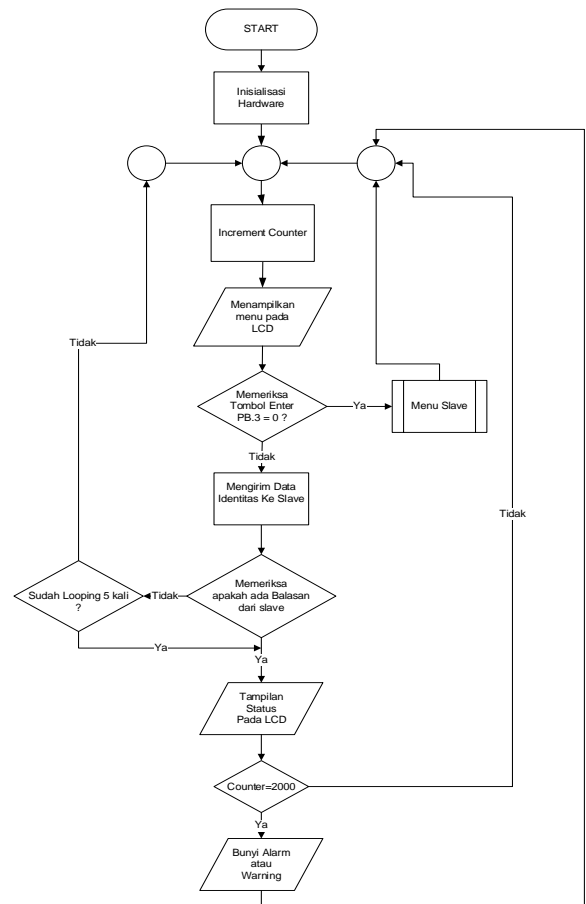 START
Inisialisasi
Hardware
Increment Counter
Menampilkan
menu pada
LCD
Tidak
Memeriksa
Tombol Enter
PB.3 = 0 ?
Ya
Menu Slave
Tidak
Mengirim Data
Identitas Ke Slave
Tidak
Sudah Looping 5 kali
?
Tidak
Memeriksa
apakah ada Balasan
dari slave
Ya
Ya
Tampilan
Status
Pada LCD
Counter=2000
Ya
Bunyi Alarm
atau
Warning